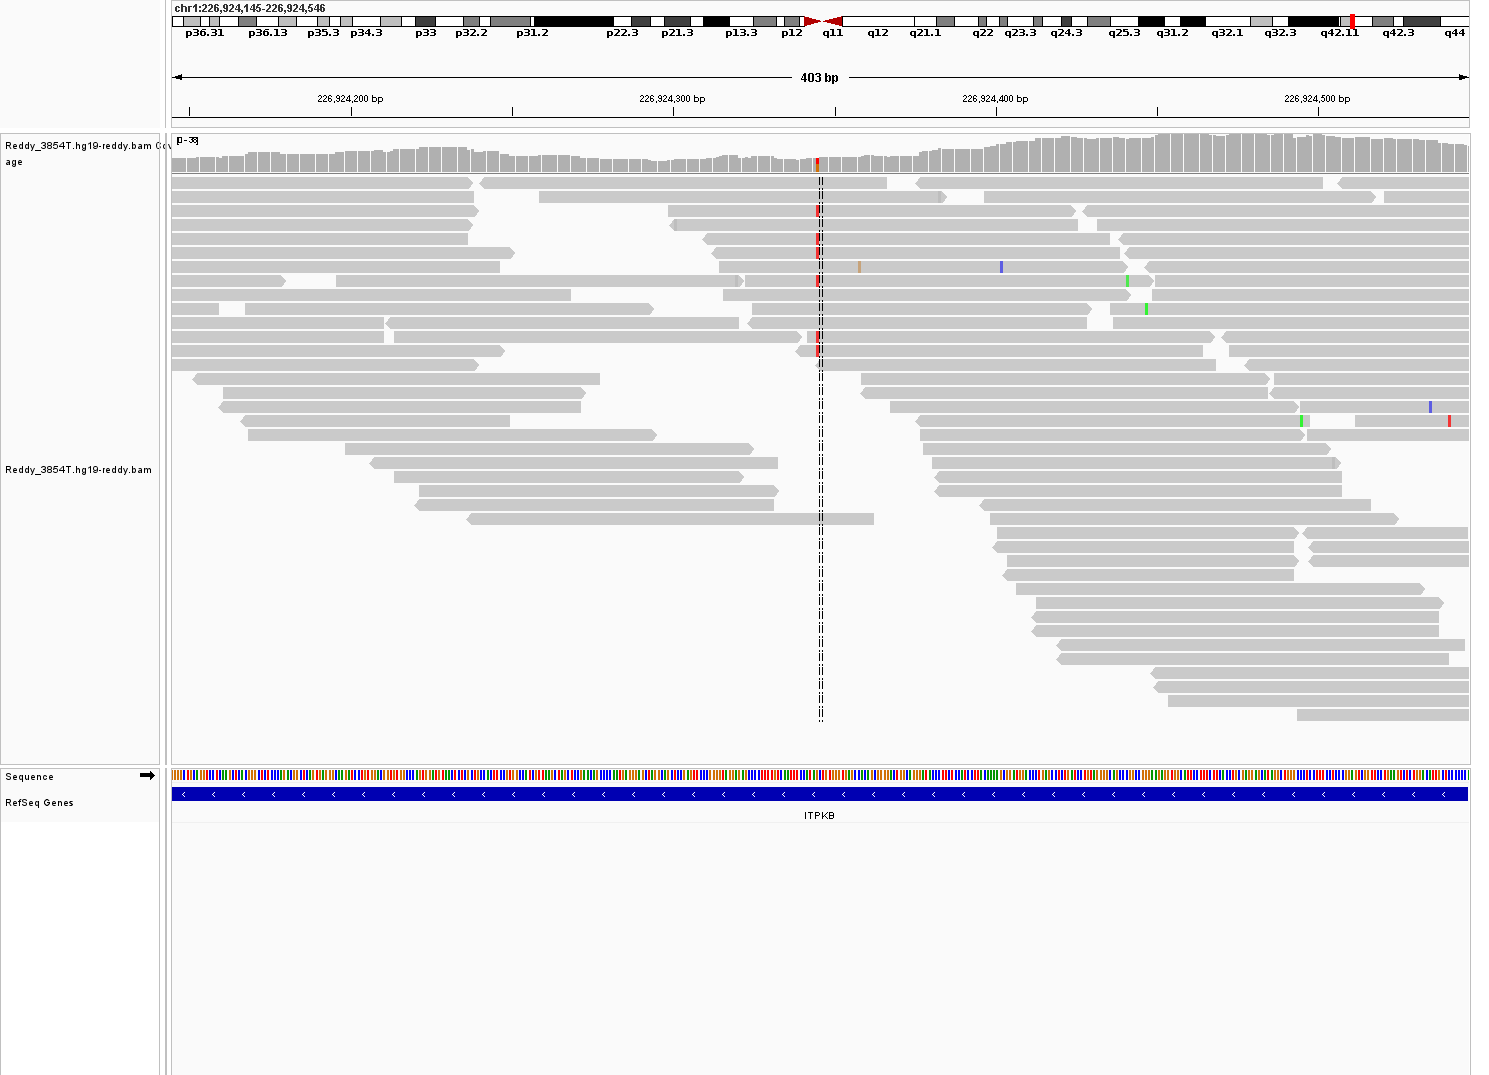 chr1:226,924,145-226,924,546
p36.31 p36.13 p35.3 p34.3 p33 p32.2 p31.2 p22.3 p21.3 p13.3 p12 q11 q12 q21.1 q22 q23.3 q24.3 q25.3 q31.2 q32.1 q32.3 q42.11 q42.3 q44
403 bp
226,924,200 bp 226,924,300 bp 226,924,400 bp 226,924,500 bp
[0-38]
Reddy_3854T.hg19-reddy.bam Cov
age
Reddy_3854T.hg19-reddy.bam
Sequence
RefSeq Genes
ITPKB